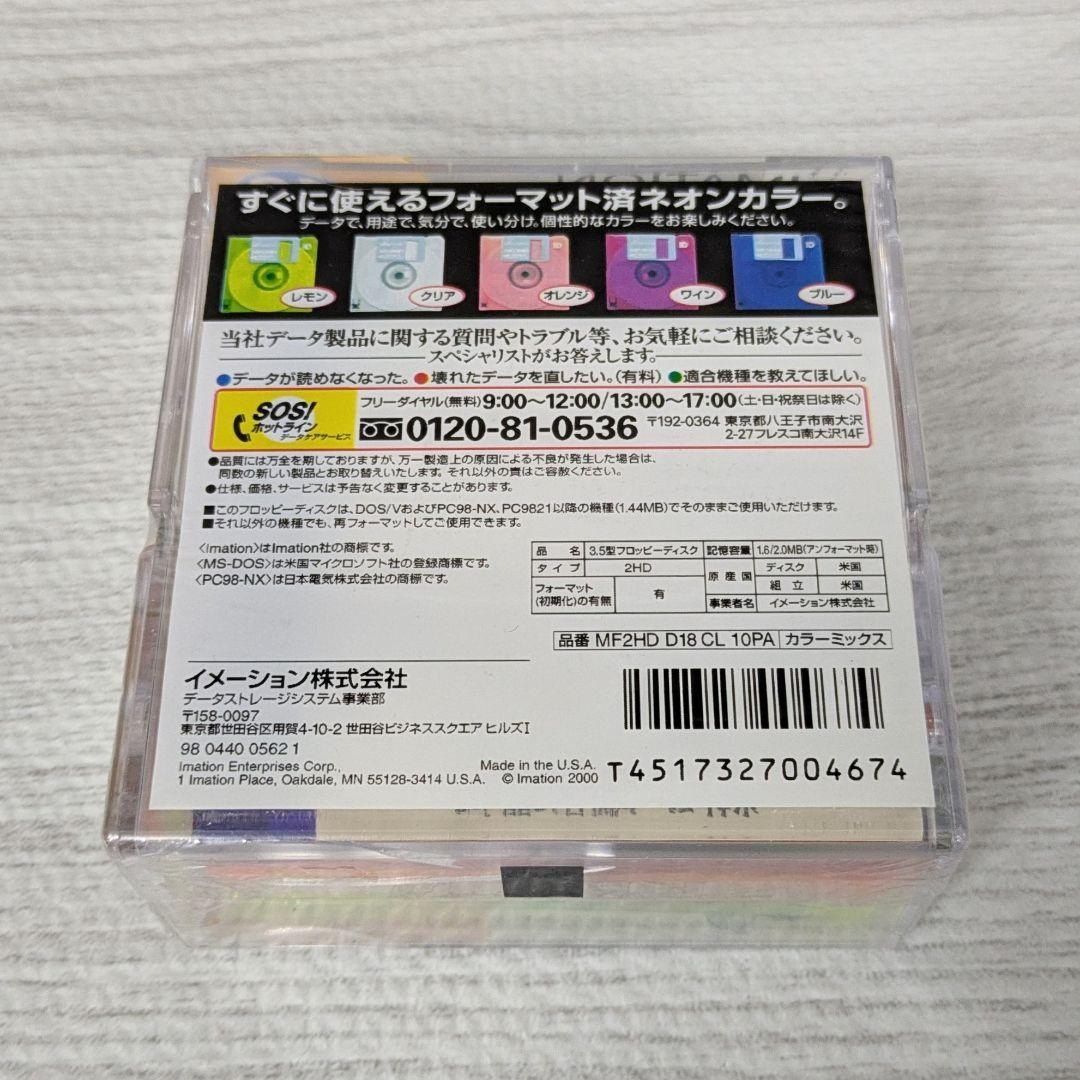 すぐに使えるフォーマット済ネオンカラー。
データで、用途で、気分で、使い分け。個性的なカラーをお楽しみください。
レモン
クリア
オレンジ
ワイン
ブルー
当社データ製品に関する質問やトラブル等、お気軽にご相談ください。
スペシャリストがお答えします。
●データが読めなくなった。●壊れたデータを直したい。(有料) ●適合機種を教えてほしい。
SOS!
ホットライン
データケアサービス
フリーダイヤル(無料) 9:00~12:00/13:00~17:00(土・日・祝祭日は除く)
0120-81-0536
〒192-0364 東京都八王子市南大沢
2-27フレスコ南大沢14F
●品質には万全を期しておりますが、万一製造上の原因による不良が発生した場合は、
同数の新しい製品とお取り替えいたします。それ以外の責はご容赦ください。
●仕様、価格、サービスは予告なく変更することがあります。
■このフロッピーディスクは、DOS/VおよびPC98-NX、PC9821以降の機種(1.44MB)でそのままご使用いただけます。
■それ以外の機種でも、再フォーマットしてご使用できます。
<imation>はImation社の商標です。
<MS-DOS>は米国マイクロソフト社の登録商標です。
<PC98-NX>は日本電気株式会社の商標です。
品名 3.5型フロッピーディスク 記憶容量 1.6/2.0MB(アンフォーマット時)
タイプ 2HD 原産国 ディスク 米国
フォーマット(初期化)の有無 有 組立 米国
事業者名 イメーション株式会社
品番 MF2HD D18 CL 10PA カラーミックス
イメーション株式会社
データストレージシステム事業部
〒158-0097
東京都世田谷区用賀4-10-2 世田谷ビジネススクエア ヒルズI
98 0440 0562 1
Imation Enterprises Corp.,
1 Imation Place, Oakdale, MN 55128-3414 U.S.A.
Made in the U.S.A.
© Imation 2000
T4517327004674